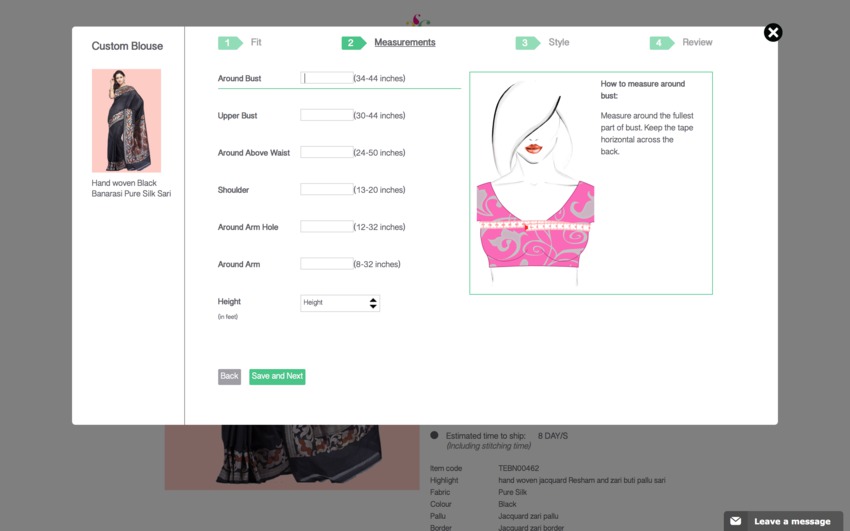 Custom Blouse
1 Fit
2 Measurements
3 Style
4 Review
Hand woven Black
Banarasi Pure Silk Sari
Around Bust (34-44 inches)
Upper Bust (30-44 inches)
Around Above Waist (24-50 inches)
Shoulder (13-20 inches)
Around Arm Hole (12-32 inches)
Around Arm (8-32 inches)
Height Height
(in feet)
Back Save and Next
How to measure around
bust:
Measure around the fullest
part of bust. Keep the tape
horizontal across the
back.
Estimated time to ship: 8 DAY/S
(Including stitching time)
Item code TEBN00462
Highlight hand woven jacquard Resham and zari buti pallu sari
Fabric Pure Silk
Colour Black
Pallu Jacquard zari pallu
Border Jacquard zari border
Leave a message